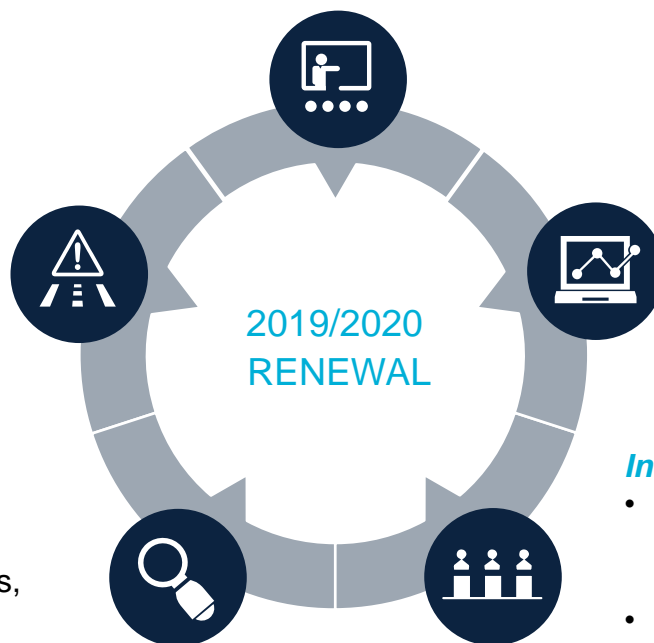 2019/2020
RENEWAL
In
•
s,
•